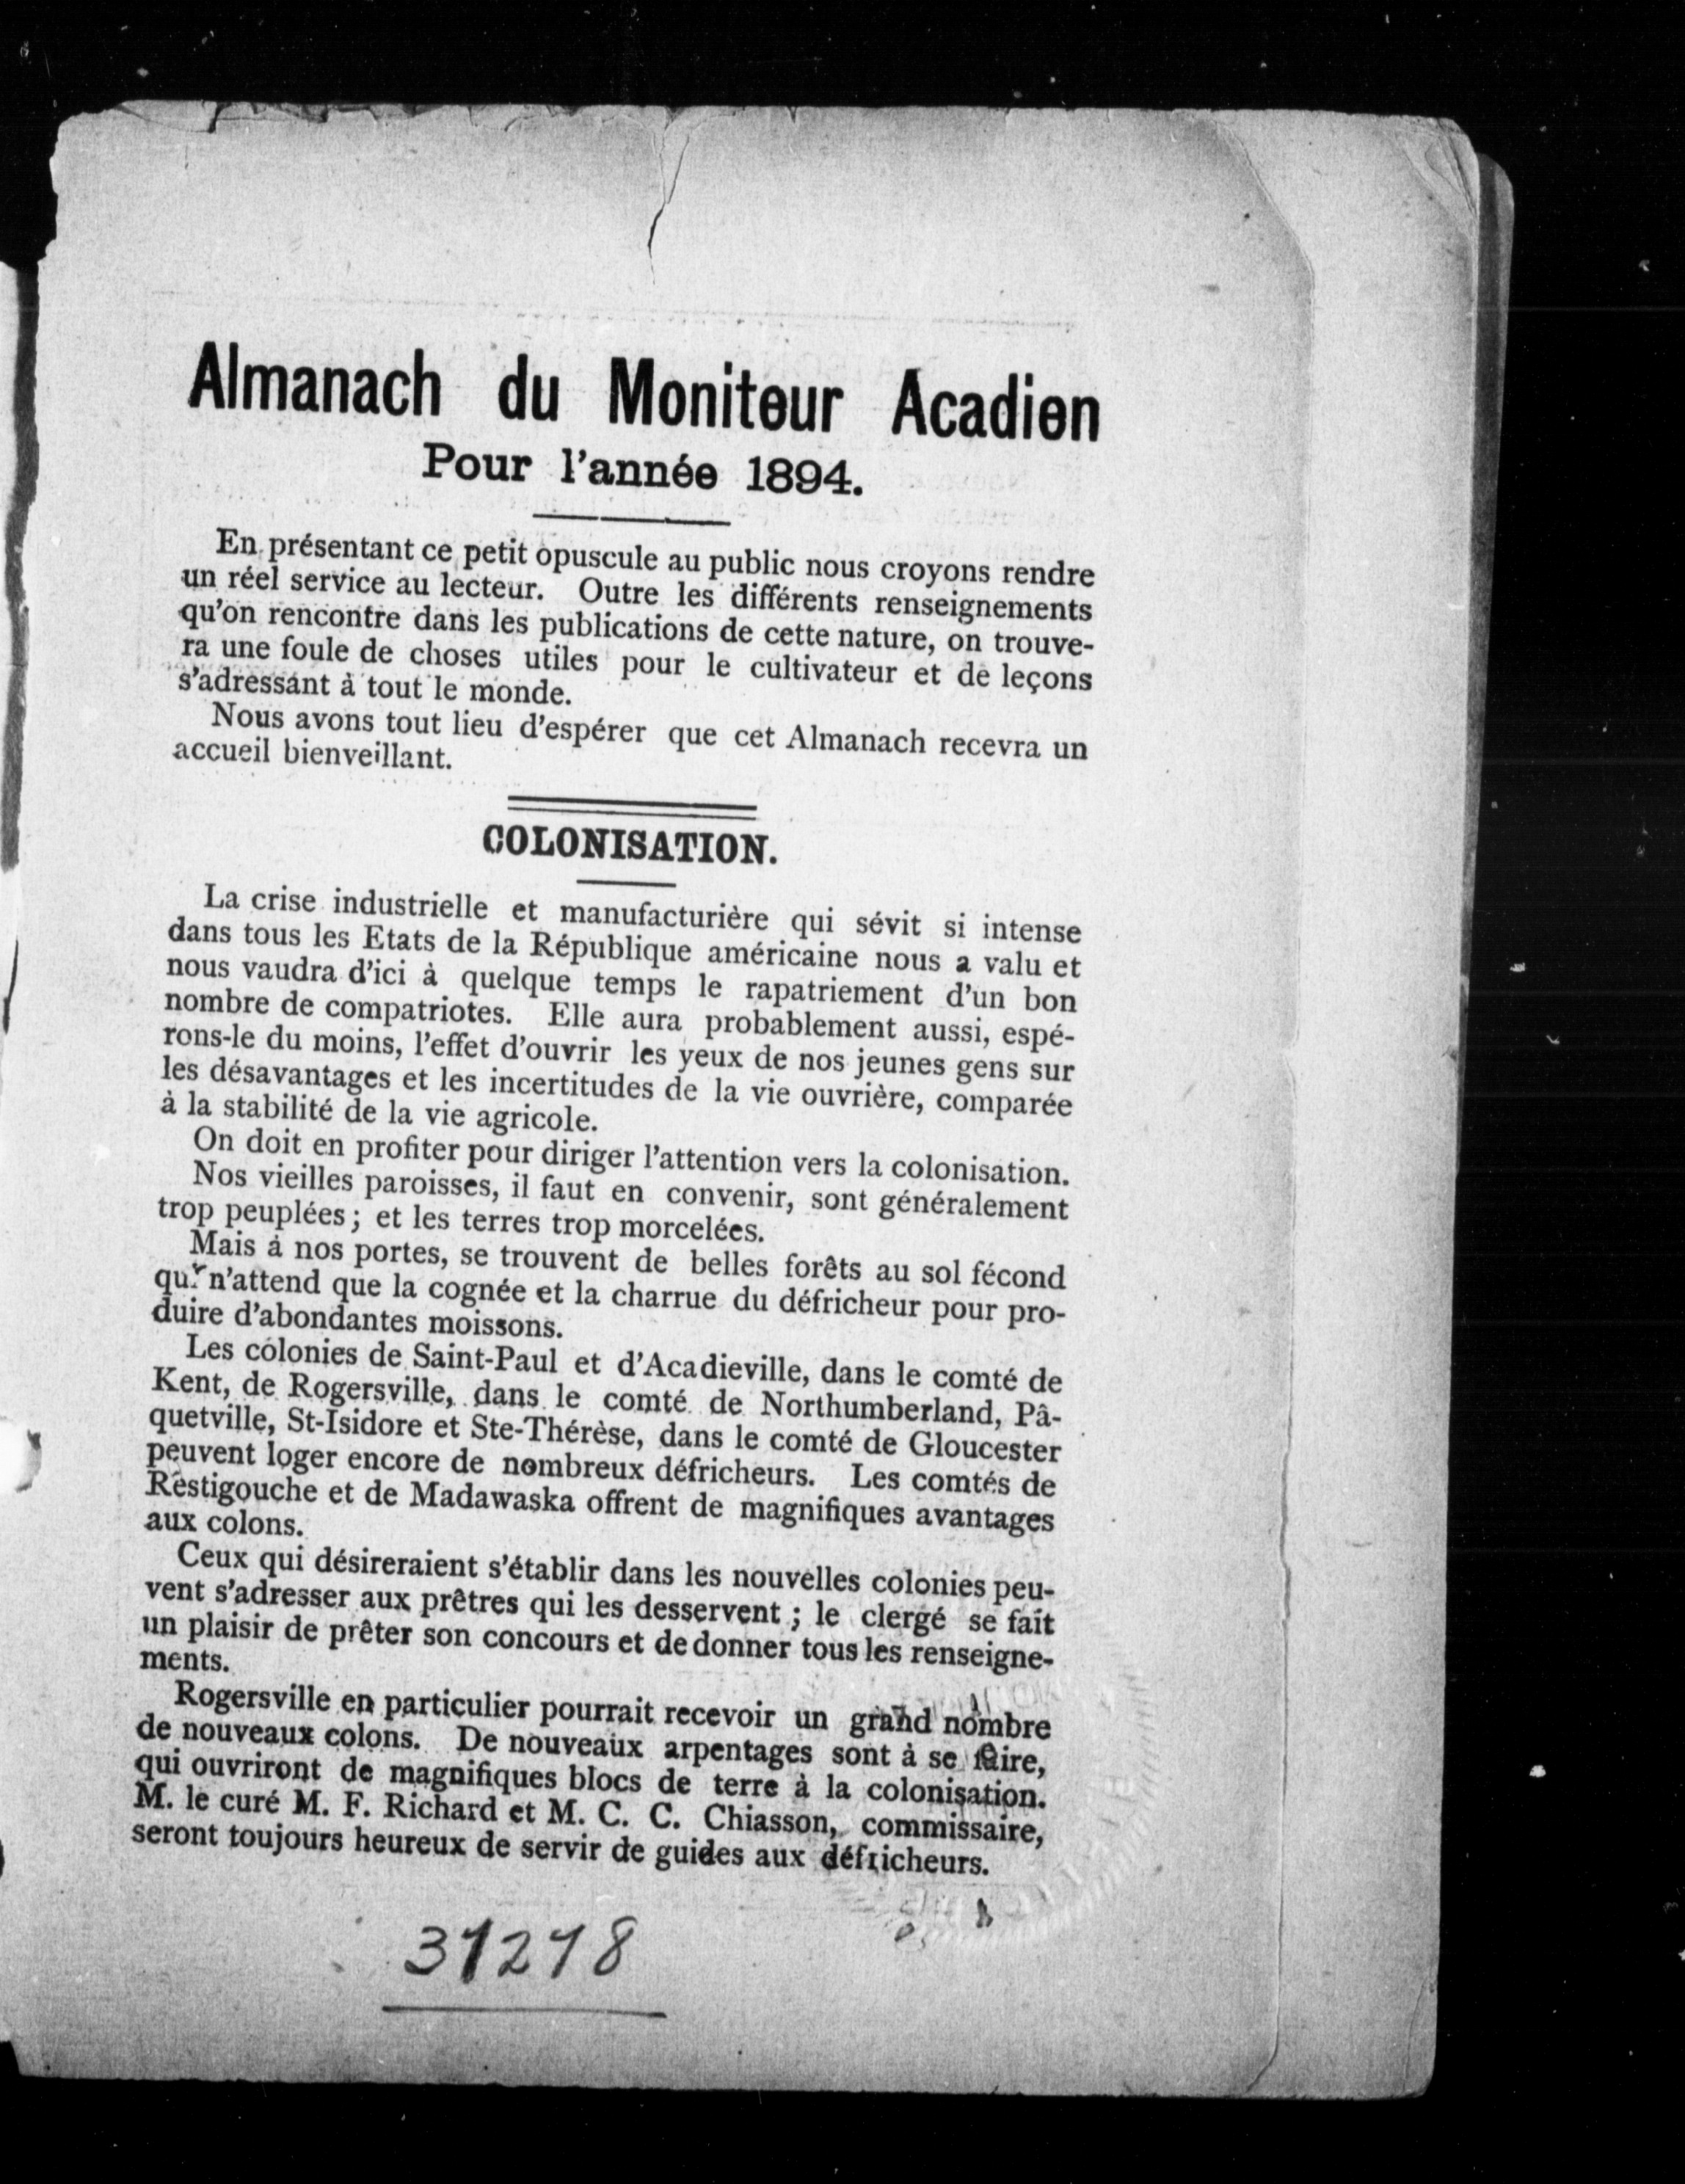 Almanach du Moniteur Acadien
Pour l'année 1894.
En présentant ce petit opuscule au public nous croyons rendre
un réel service au lecteur. Outre les différents renseignements
qu'on rencontre dans les publications de cette nature, on trouve-
ra une foule de choses utiles pour le cultivateur et de leçons
s'adressant à tout le monde.
Nous avons tout lieu d'espérer que cet Almanach recevra un
accueil bienveillant.
COLONISATION.
La crise industrielle et manufacturière qui sévit si intense
dans tous les Etats de la République américaine nous a valu et
nous vaudra d'ici à quelque temps le rapatriement d'un bon
nombre de compatriotes. Elle aura probablement aussi, espé-
rons-le du moins, l'effet d'ouvrir les yeux de nos jeunes gens sur
les désavantages et les incertitudes de la vie ouvrière, comparée
à la stabilité de la vie agricole.
On doit en profiter pour diriger l'attention vers la colonisation.
Nos vieilles paroisses, il faut en convenir, sont généralement
trop peuplées ; et les terres trop morcelées.
Mais à nos portes, se trouvent de belles forêts au sol fécond
qui n'attend que la cognée et la charrue du défricheur pour pro-
duire d'abondantes moissons.
Les colonies de Saint-Paul et d'Acadieville, dans le comté de
Kent, de Rogersville, dans le comté de Northumberland, Pâ-
quetville, St-Isidore et Ste-Thérèse, dans le comté de Gloucester
peuvent loger encore de nombreux défricheurs. Les comtés de
Restigouche et de Madawaska offrent de magnifiques avantages
aux colons.
Ceux qui désireraient s'établir dans les nouvelles colonies peu-
vent s'adresser aux prêtres qui les desservent ; le clergé se fait
un plaisir de prêter son concours et de donner tous les renseigne-
ments.
Rogersville en particulier pourrait recevoir un grand nombre
de nouveaux colons. De nouveaux arpentages sont à se faire,
qui ouvriront de magnifiques blocs de terre à la colonisation.
M. le curé M. F. Richard et M. C. C. Chiasson, commissaire,
seront toujours heureux de servir de guides aux défricheurs.
31218